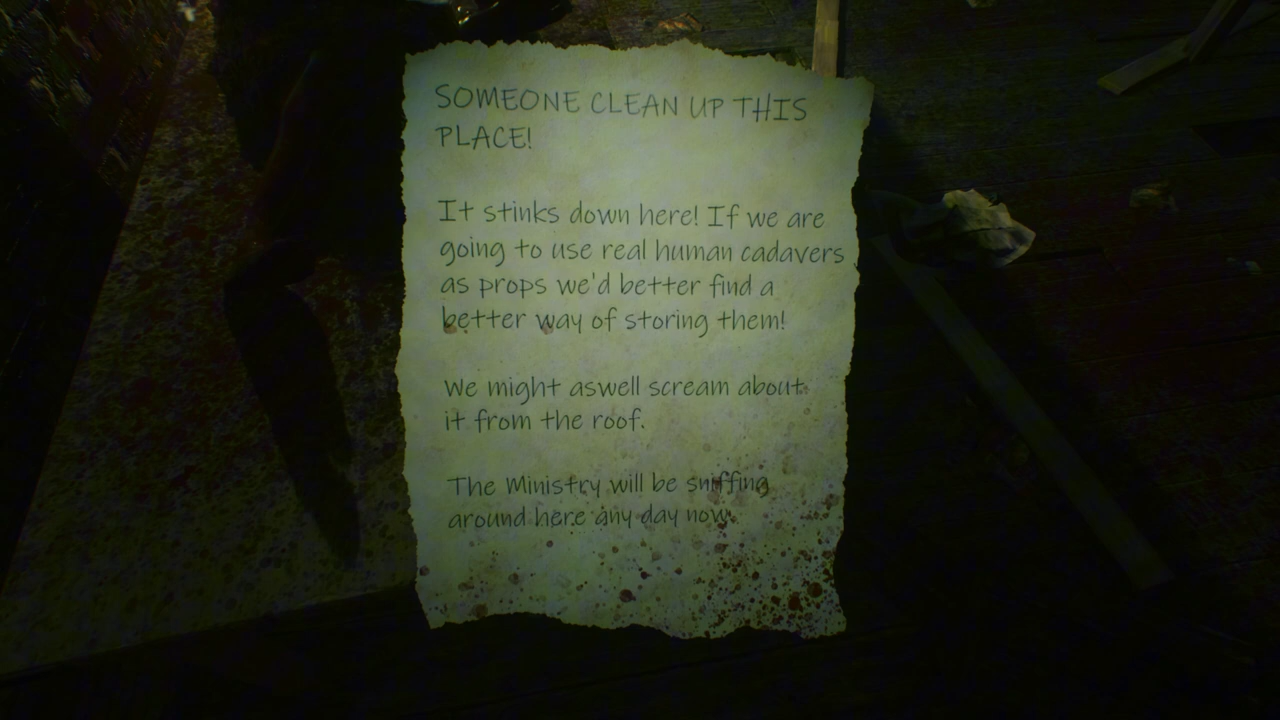 SOMEONE CLEAN UP THIS
PLACE!
It stinks down here! If we are
going to use real human cadavers
as props we'd better find a
better way of storing them!
We might aswell scream about
it from the roof.
The Ministry will be sniffing
around here any day now.